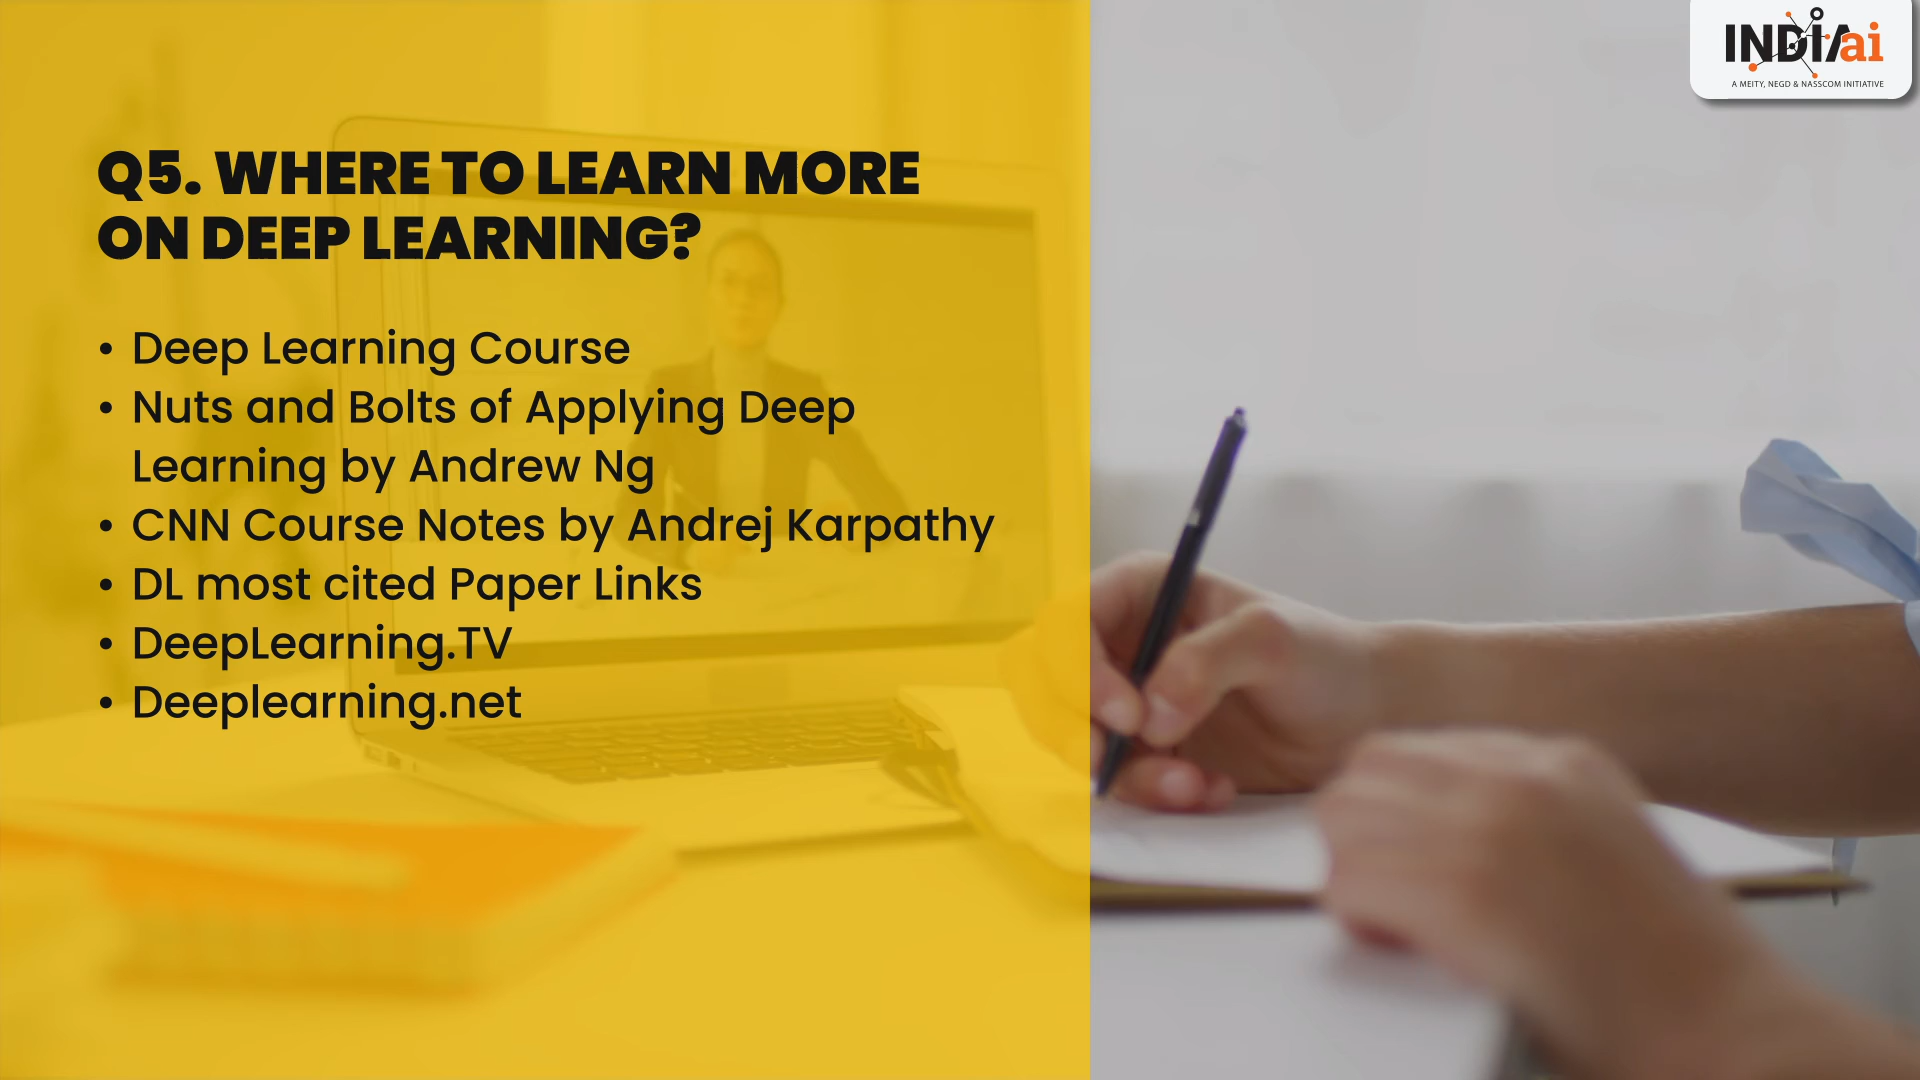 INDIAai
A MEITY, NEGD & NASSCOM INITIATIVE
Q5. WHERE TO LEARN MORE
ON DEEP LEARNING?
• Deep Learning Course
• Nuts and Bolts of Applying Deep
Learning by Andrew Ng
• CNN Course Notes by Andrej Karpathy
• DL most cited Paper Links
• DeepLearning.TV
• Deeplearning.net